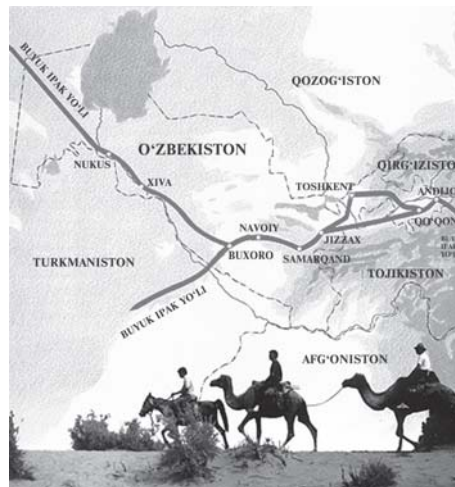 BUYUK IPAK YO‘LI
QOZOG‘ISTON
O‘ZBEKISTON
QIRG‘IZISTON
NUKUS
TOSHKENT
ANDIJON
XIVA
QO‘QON
NAVOIY
JIZZAX
BUXORO
SAMARQAND
TURKMANISTON
TOJIKISTON
BUYUK IPAK YO‘LI
AFG‘ONISTON